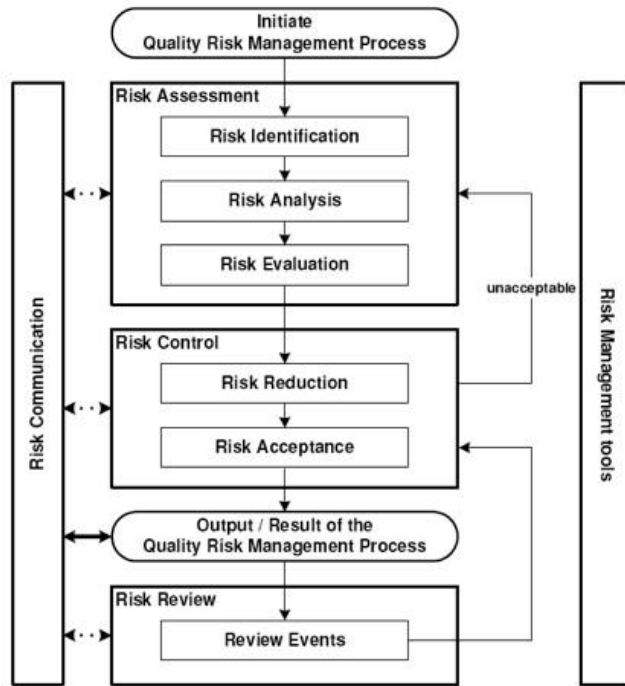 Initiate
Quality Risk Management Process
Risk Assessment
Risk Identification
Risk Analysis
Risk Evaluation
unacceptable
Risk Control
Risk Reduction
Risk Acceptance
Output / Result of the
Quality Risk Management Process
Risk Review
Review Events
Risk Communication
Risk Management tools